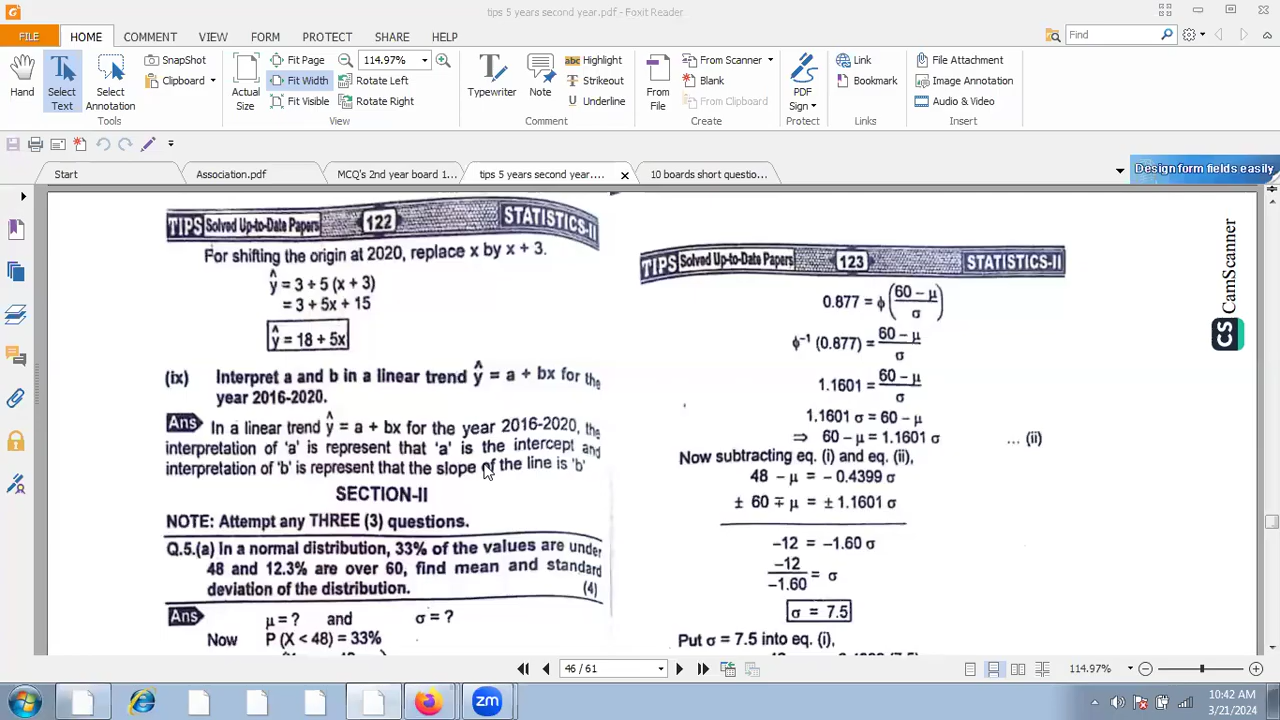 tips 5 years second year.pdf - Foxit Reader
FILE HOME COMMENT VIEW FORM PROTECT SHARE HELP
Find
Hand
Select Text
Select Annotation
SnapShot
Clipboard
Tools
Actual Size
Fit Page
Fit Width
Fit Visible
114.97%
Rotate Left
Rotate Right
View
Typewriter
Note
Highlight
Strikeout
Underline
Comment
From File
From Scanner
Blank
From Clipboard
Create
PDF Sign
Protect
Link
Bookmark
Links
File Attachment
Image Annotation
Audio & Video
Insert
Start
Association.pdf
MCQ's 2nd year board 1...
tips 5 years second year....
10 boards short questio...
Design form fields easily
TIPS Solved Up-to-Date Papers 122 STATISTICS-II
For shifting the origin at 2020, replace x by x + 3.
ŷ = 3 + 5 (x + 3)
= 3 + 5x + 15
ŷ = 18 + 5x
(ix) Interpret a and b in a linear trend ŷ = a + bx for the
year 2016-2020.
Ans In a linear trend ŷ = a + bx for the year 2016-2020, the
interpretation of 'a' is represent that 'a' is the intercept and
interpretation of 'b' is represent that the slope of the line is 'b'
SECTION-II
NOTE: Attempt any THREE (3) questions.
Q.5.(a) In a normal distribution, 33% of the values are under
48 and 12.3% are over 60, find mean and standard
deviation of the distribution. (4)
Ans μ = ? and σ = ?
Now P (X < 48) = 33%
TIPS Solved Up-to-Date Papers 123 STATISTICS-II
0.877 = ϕ (60 – μ / σ)
ϕ⁻¹ (0.877) = 60 – μ / σ
1.1601 = 60 – μ / σ
1.1601 σ = 60 – μ
⇒ 60 – μ = 1.1601 σ ... (ii)
Now subtracting eq. (i) and eq. (ii),
48 – μ = – 0.4399 σ
± 60 ∓ μ = ± 1.1601 σ
–12 = –1.60 σ
–12 / –1.60 = σ
σ = 7.5
Put σ = 7.5 into eq. (i),
CS CamScanner
46 / 61
114.97%
zm
10:42 AM
3/21/2024